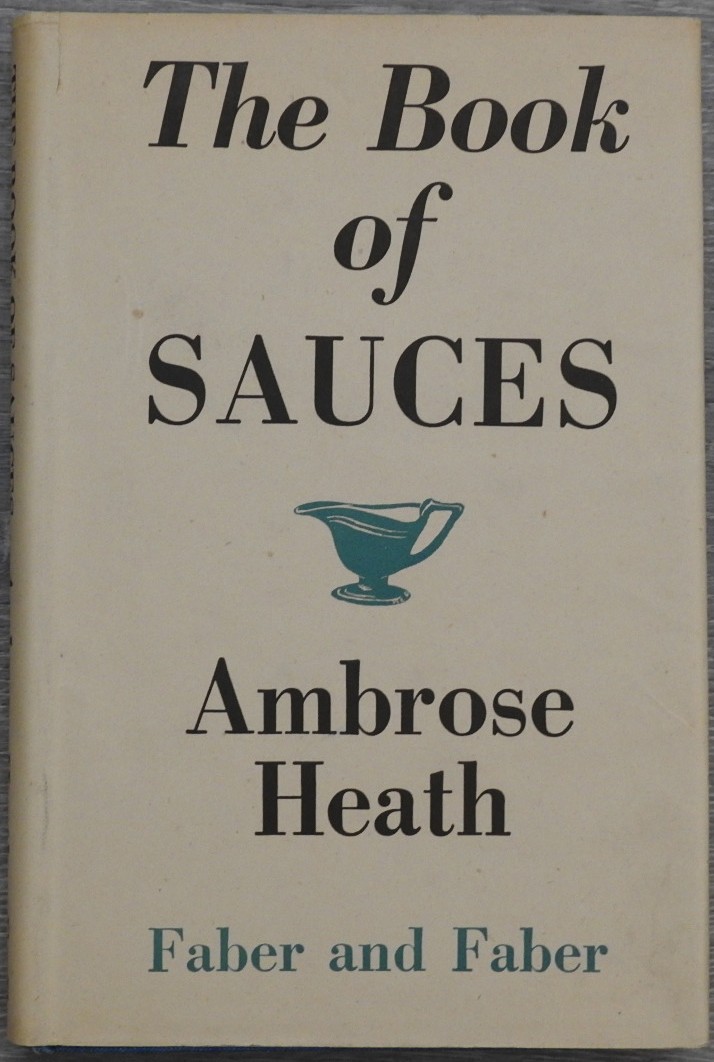 The Book
of
SAUCES
Ambrose
Heath
Faber and Faber